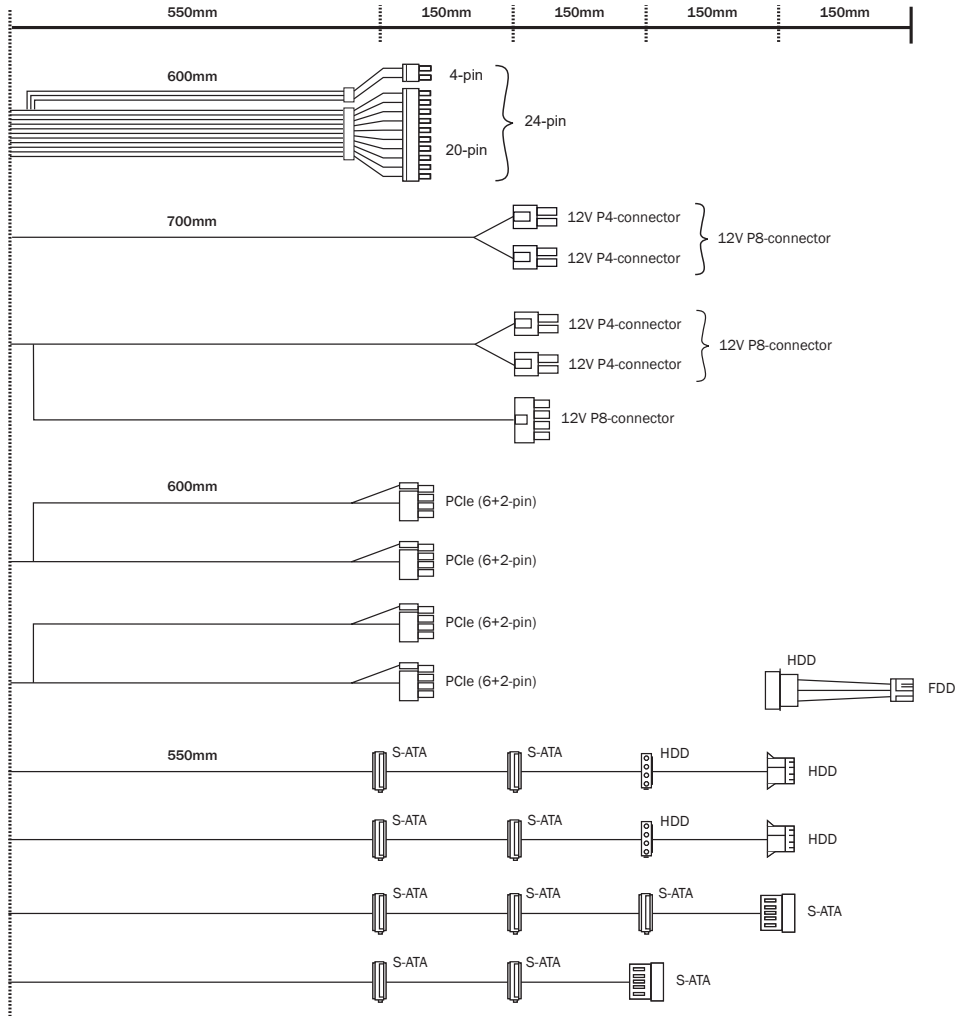 550mm 150mm 150mm 150mm 150mm
600mm
4-pin
24-pin
20-pin
700mm
12V P4-connector
12V P8-connector
12V P4-connector
12V P4-connector
12V P8-connector
12V P4-connector
12V P8-connector
600mm
PCIe (6+2-pin)
PCIe (6+2-pin)
PCIe (6+2-pin)
HDD
PCIe (6+2-pin)
FDD
550mm S-ATA S-ATA HDD
HDD
S-ATA S-ATA HDD
HDD
S-ATA S-ATA S-ATA
S-ATA
S-ATA S-ATA
S-ATA